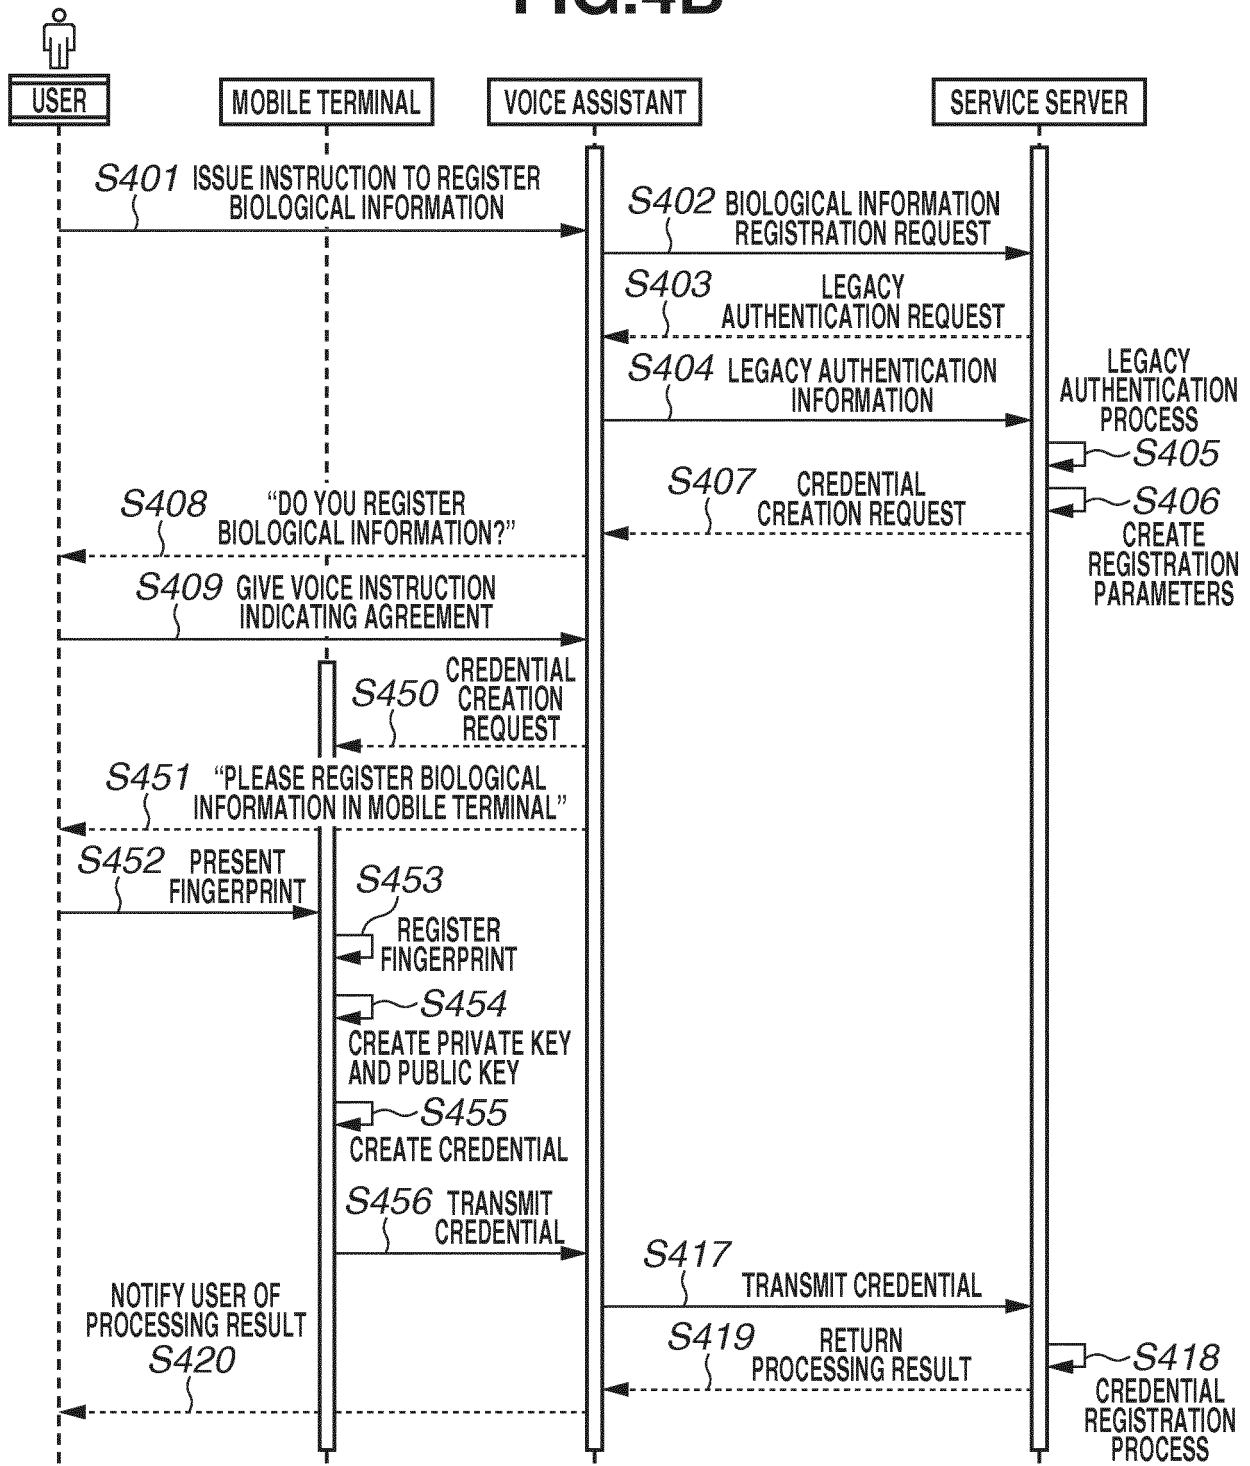 FIG.4B
USER
MOBILE TERMINAL
VOICE ASSISTANT
SERVICE SERVER
S401 ISSUE INSTRUCTION TO REGISTER
BIOLOGICAL INFORMATION
S402 BIOLOGICAL INFORMATION
REGISTRATION REQUEST
S403 LEGACY
AUTHENTICATION REQUEST
S404 LEGACY AUTHENTICATION
INFORMATION
LEGACY
AUTHENTICATION
PROCESS
S405
S406
CREATE
REGISTRATION
PARAMETERS
S407 CREDENTIAL
CREATION REQUEST
S408 “DO YOU REGISTER
BIOLOGICAL INFORMATION?”
S409 GIVE VOICE INSTRUCTION
INDICATING AGREEMENT
S450 CREDENTIAL
CREATION
REQUEST
S451 “PLEASE REGISTER BIOLOGICAL
INFORMATION IN MOBILE TERMINAL”
S452 PRESENT
FINGERPRINT
S453
REGISTER
FINGERPRINT
S454
CREATE PRIVATE KEY
AND PUBLIC KEY
S455
CREATE CREDENTIAL
S456 TRANSMIT
CREDENTIAL
S417
TRANSMIT CREDENTIAL
S418
CREDENTIAL
REGISTRATION
PROCESS
S419 RETURN
PROCESSING RESULT
NOTIFY USER OF
PROCESSING RESULT
S420